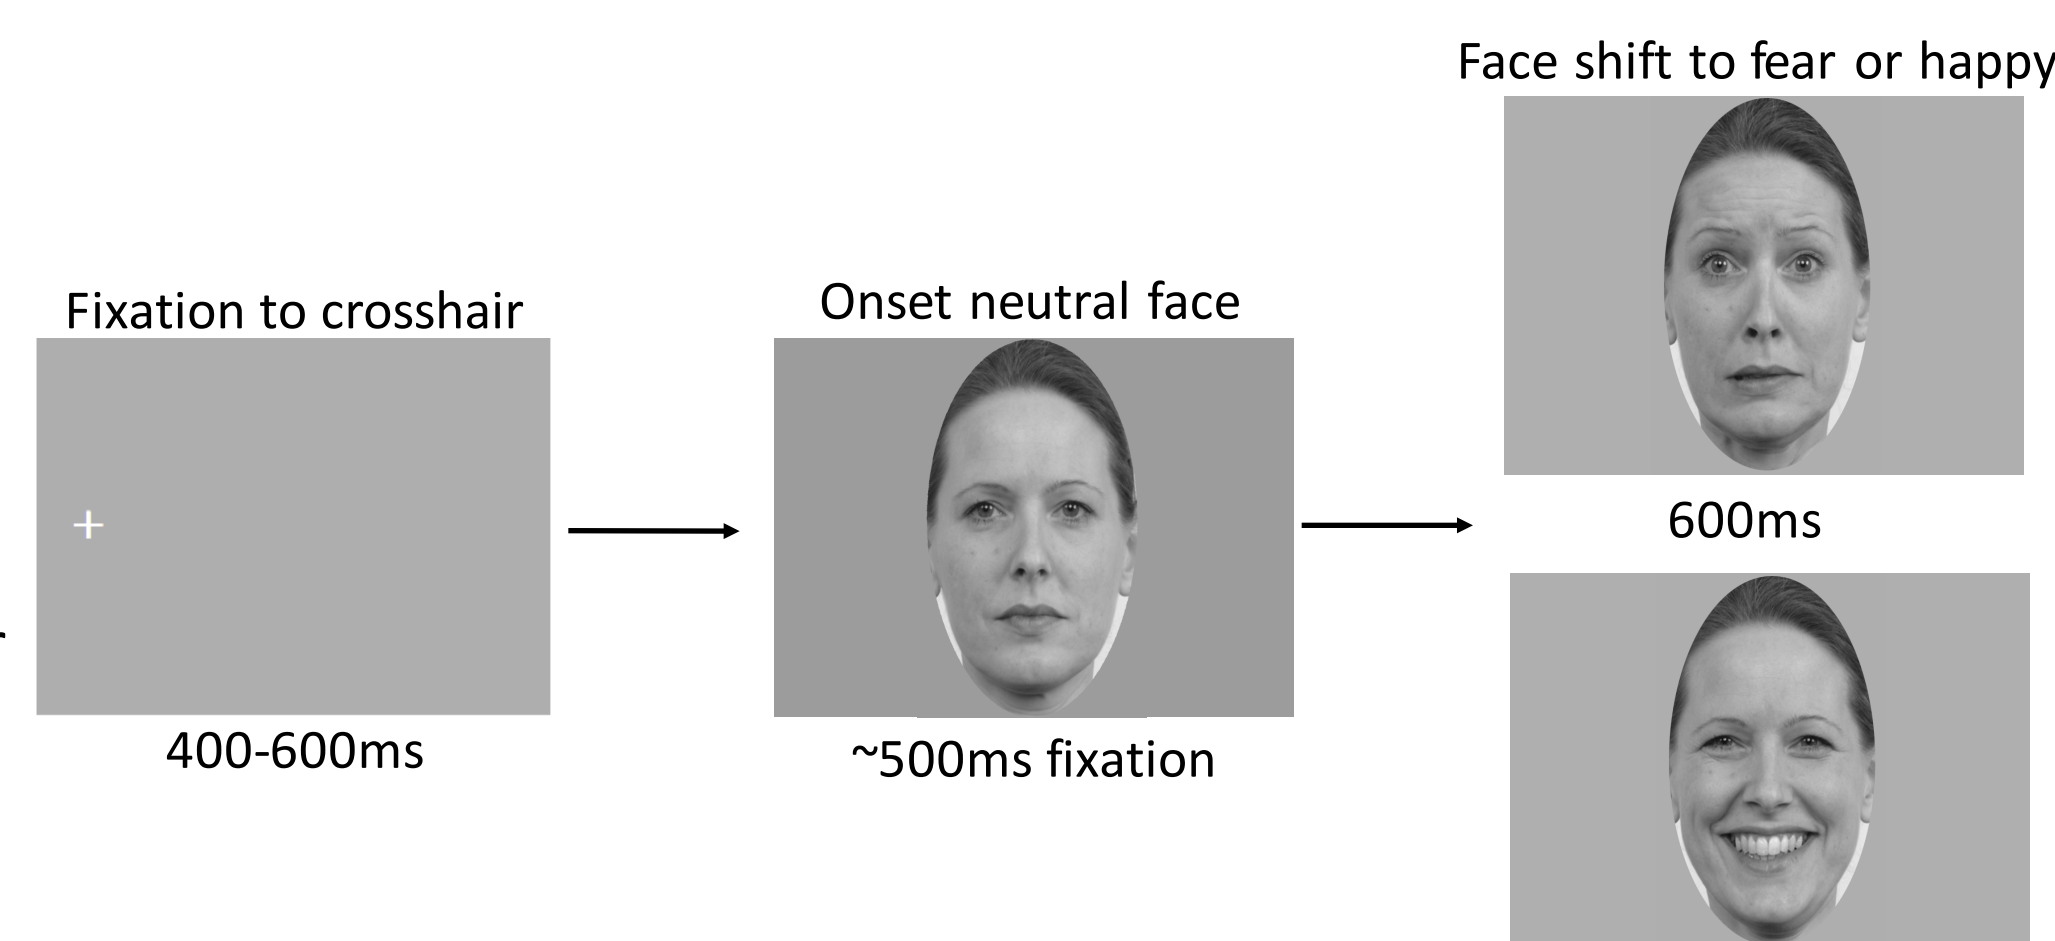 Fixation to crosshair
400-600ms
Onset neutral face
~500ms fixation
Face shift to fear or happy
600ms